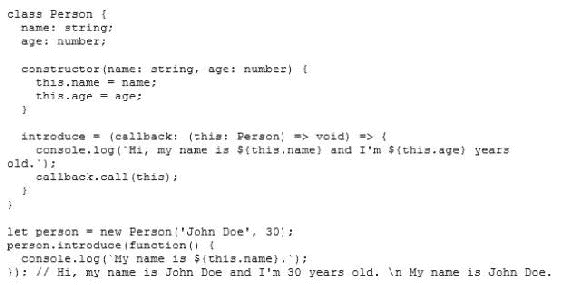 class Person {
  name: string;
  age: number;

  constructor(name: string, age: number) {
    this.name = name;
    this.age = age;
  }

  introduce = (callback: (this: Person) => void) => {
    console.log(`Hi, my name is ${this.name} and I'm ${this.age} years
old.`);
    callback.call(this);
  }
}

let person = new Person('John Doe', 30);
person.introduce(function() {
  console.log(`My name is ${this.name}.`);
}); // Hi, my name is John Doe and I'm 30 years old. \n My name is John Doe.